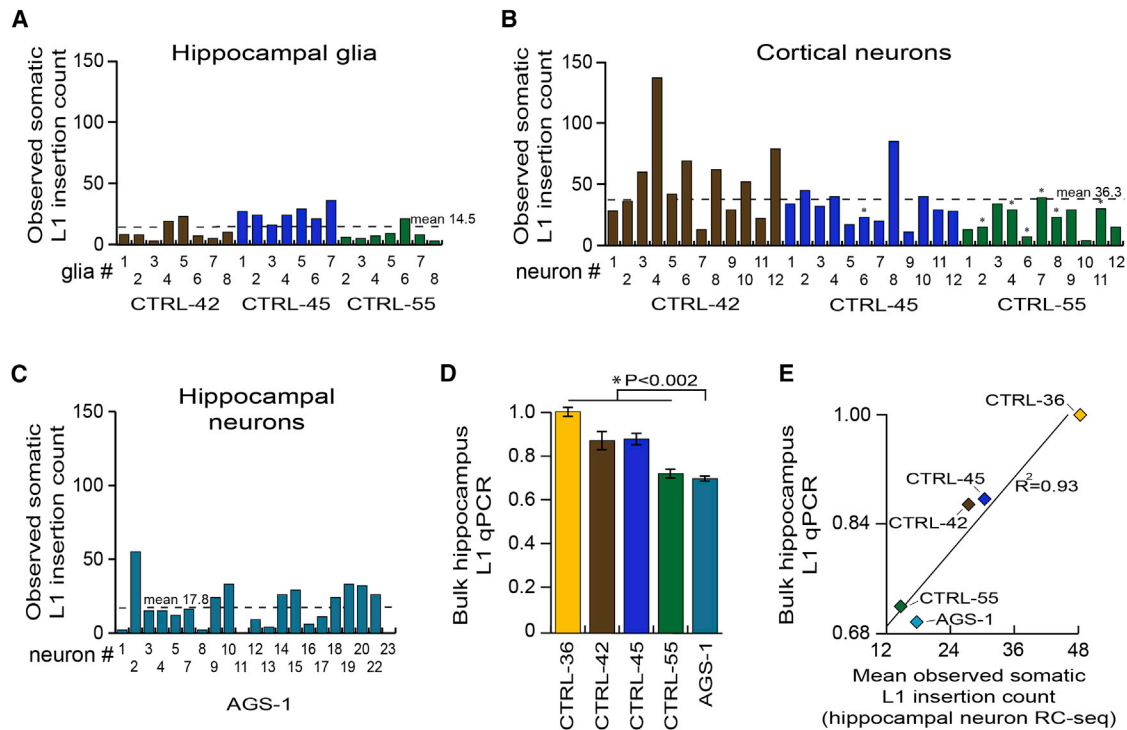 A
Hippocampal glia
Observed somatic
L1 insertion count
150
100
50
0
mean 14.5
glia #
1 3 5 7 1 3 5 7 3 5 7
2 4 6 8 2 4 6 2 4 6 8
CTRL-42 CTRL-45 CTRL-55
B
Cortical neurons
Observed somatic
L1 insertion count
150
100
50
0
mean 36.3
* * * * * * *
neuron #
1 3 5 7 9 11 1 3 5 7 9 11 1 3 6 8 10 12
2 4 6 8 10 12 2 4 6 8 10 12 2 4 7 9 11
CTRL-42 CTRL-45 CTRL-55
C
Hippocampal
neurons
Observed somatic
L1 insertion count
150
100
50
0
mean 17.8
neuron #
1 3 5 8 10 12 14 16 18 20 23
2 4 7 9 11 13 15 17 19 22
AGS-1
D
* P<0.002
Bulk hippocampus
L1 qPCR
1.0
0.8
0.6
0.4
0.2
0
CTRL-36
CTRL-42
CTRL-45
CTRL-55
AGS-1
E
Bulk hippocampus
L1 qPCR
1.00
0.84
0.68
CTRL-36
CTRL-45
R2=0.93
CTRL-42
CTRL-55
AGS-1
12 24 36 48
Mean observed somatic
L1 insertion count
(hippocampal neuron RC-seq)